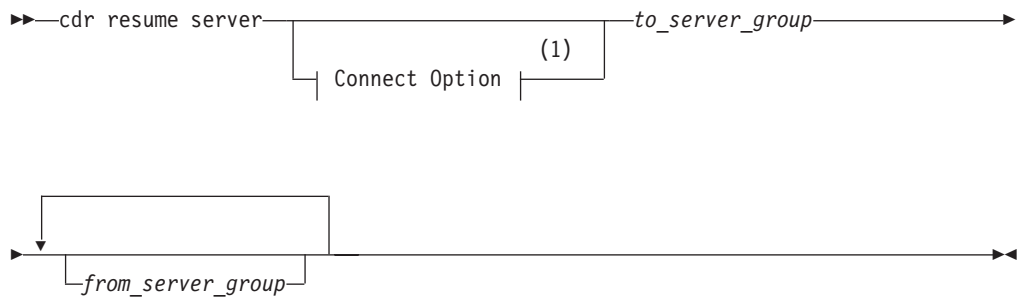 cdr resume server to_server_group
(1)
Connect Option
from_server_group